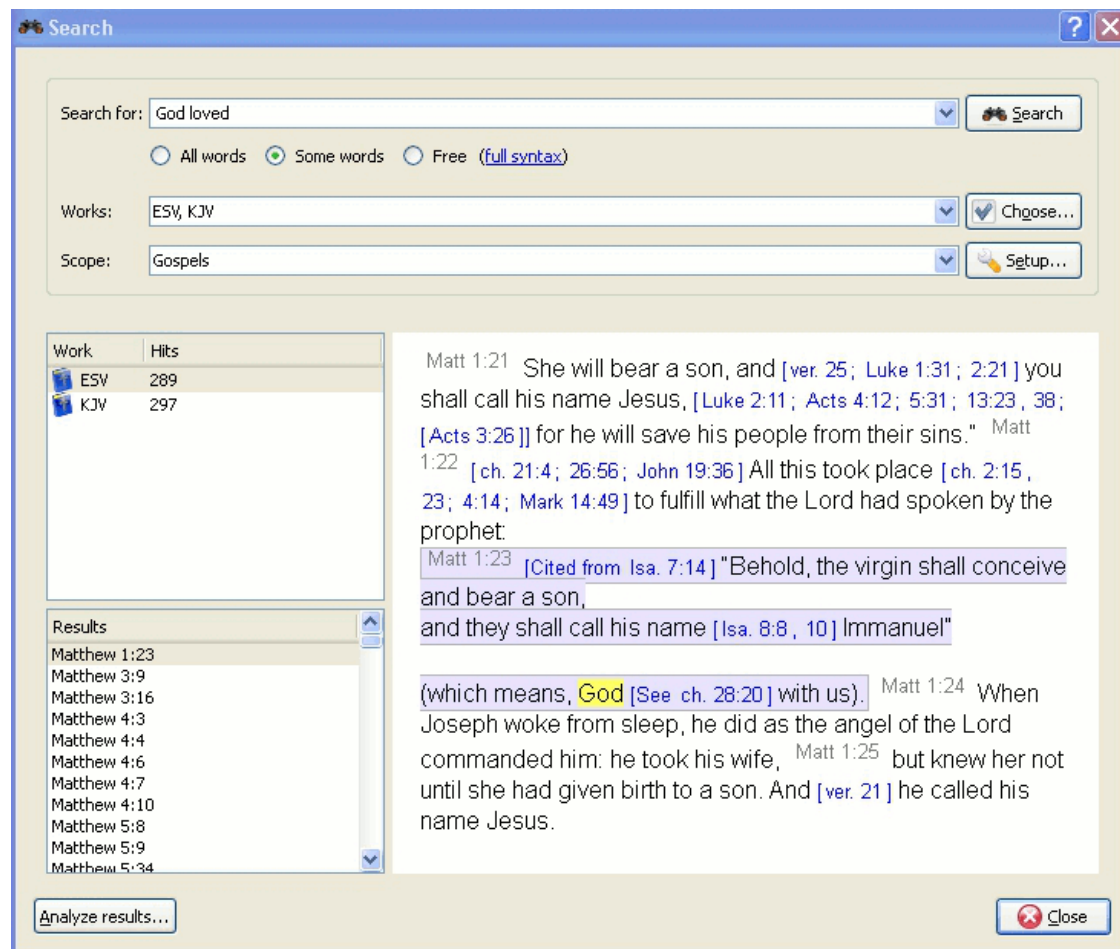 Search
Search for: God loved Search
All words Some words Free (full syntax)
Works: ESV, KJV Choose...
Scope: Gospels Setup...
Work Hits
ESV 289
KJV 297
Results
Matthew 1:23
Matthew 3:9
Matthew 3:16
Matthew 4:3
Matthew 4:4
Matthew 4:6
Matthew 4:7
Matthew 4:10
Matthew 5:8
Matthew 5:9
Matthew 5:34
Matt 1:21 She will bear a son, and [ver. 25; Luke 1:31; 2:21] you
shall call his name Jesus, [Luke 2:11; Acts 4:12; 5:31; 13:23, 38;
[Acts 3:26]] for he will save his people from their sins." Matt
1:22 [ch. 21:4; 26:56; John 19:36] All this took place [ch. 2:15,
23; 4:14; Mark 14:49] to fulfill what the Lord had spoken by the
prophet:
Matt 1:23 [Cited from Isa. 7:14] "Behold, the virgin shall conceive
and bear a son,
and they shall call his name [Isa. 8:8, 10] Immanuel"
(which means, God [See ch. 28:20] with us). Matt 1:24 When
Joseph woke from sleep, he did as the angel of the Lord
commanded him: he took his wife, Matt 1:25 but knew her not
until she had given birth to a son. And [ver. 21] he called his
name Jesus.
Analyze results... Close